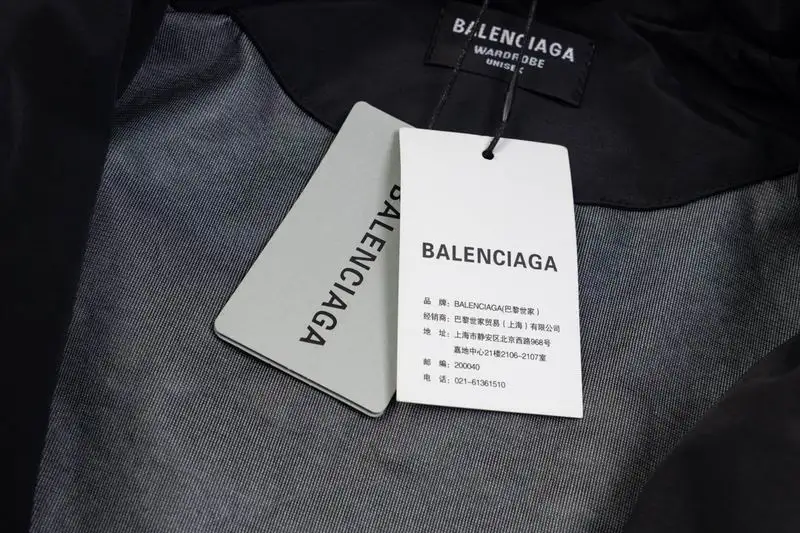 BALENCIAGA
WARDROBE
UNISEX
BALENCIAGA
BALENCIAGA
品 牌：BALENCIAGA(巴黎世家）
经销商：巴黎世家贸易（上海）有限公司
地 址：上海市静安区北京西路968号
嘉地中心21楼2106-2107室
邮 编：200040
电 话：021-61361510